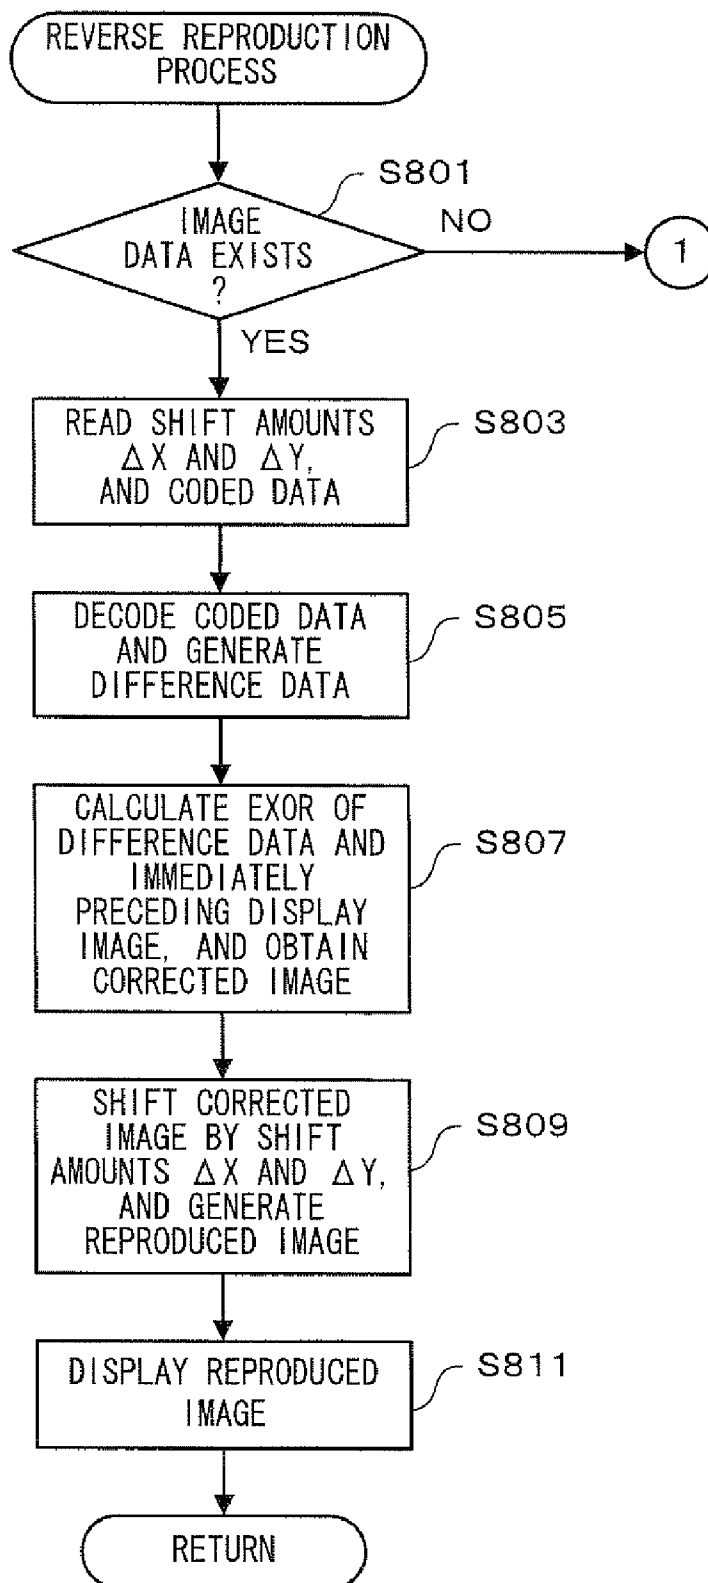 REVERSE REPRODUCTION
PROCESS
S801
IMAGE
DATA EXISTS
?
NO
1
YES
READ SHIFT AMOUNTS
ΔX AND ΔY,
AND CODED DATA
S803
DECODE CODED DATA
AND GENERATE
DIFFERENCE DATA
S805
CALCULATE EXOR OF
DIFFERENCE DATA AND
IMMEDIATELY
PRECEDING DISPLAY
IMAGE, AND OBTAIN
CORRECTED IMAGE
S807
SHIFT CORRECTED
IMAGE BY SHIFT
AMOUNTS ΔX AND ΔY,
AND GENERATE
REPRODUCED IMAGE
S809
DISPLAY REPRODUCED
IMAGE
S811
RETURN